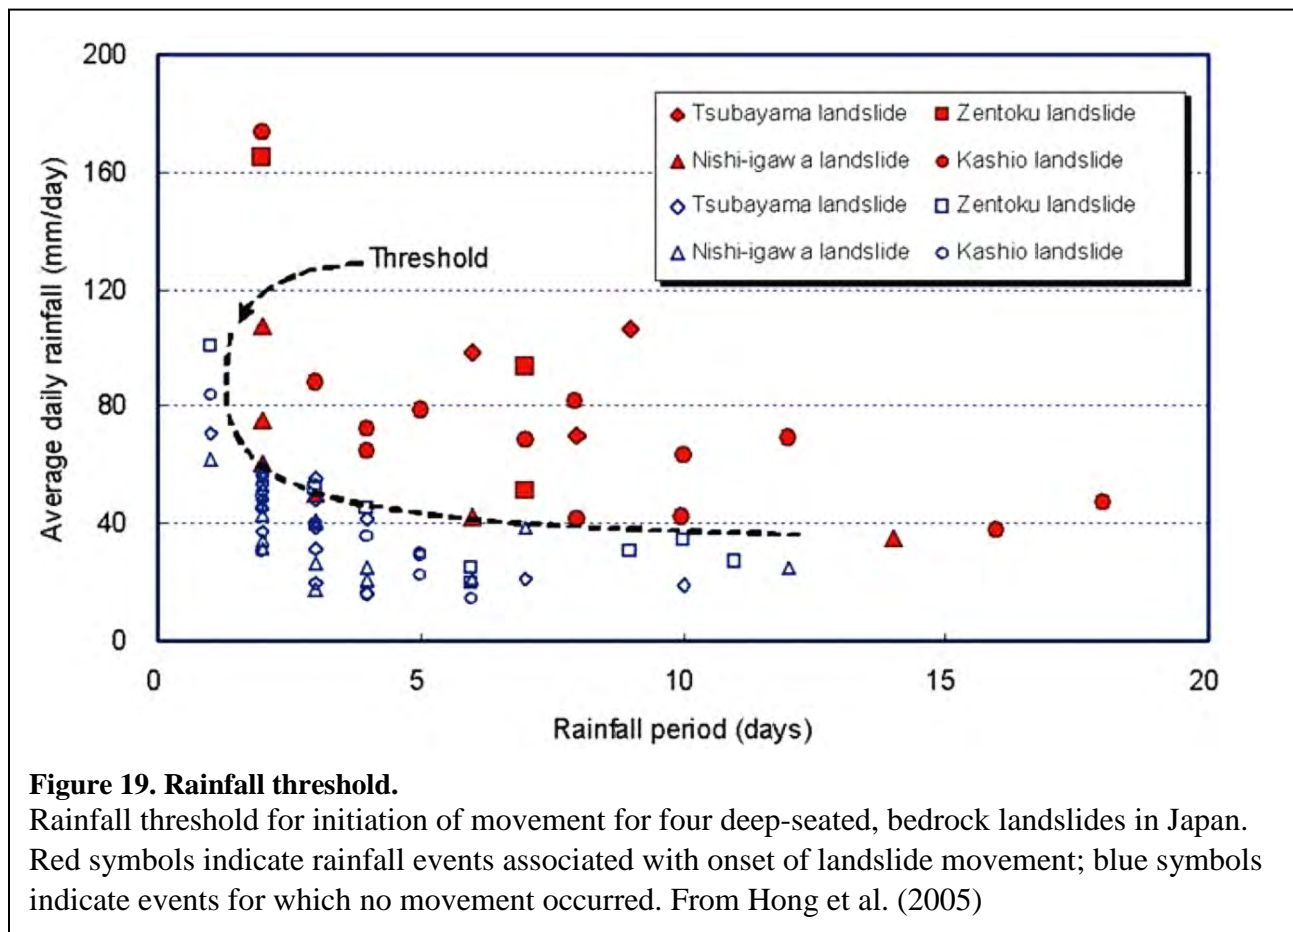 200
160
120
80
40
0
Average daily rainfall (mm/day)
Threshold
Tsubayama landslide
Zentoku landslide
Nishi-igawa landslide
Kashio landslide
Tsubayama landslide
Zentoku landslide
Nishi-igawa landslide
Kashio landslide
0 5 10 15 20
Rainfall period (days)
Figure 19. Rainfall threshold.
Rainfall threshold for initiation of movement for four deep-seated, bedrock landslides in Japan.
Red symbols indicate rainfall events associated with onset of landslide movement; blue symbols
indicate events for which no movement occurred. From Hong et al. (2005)